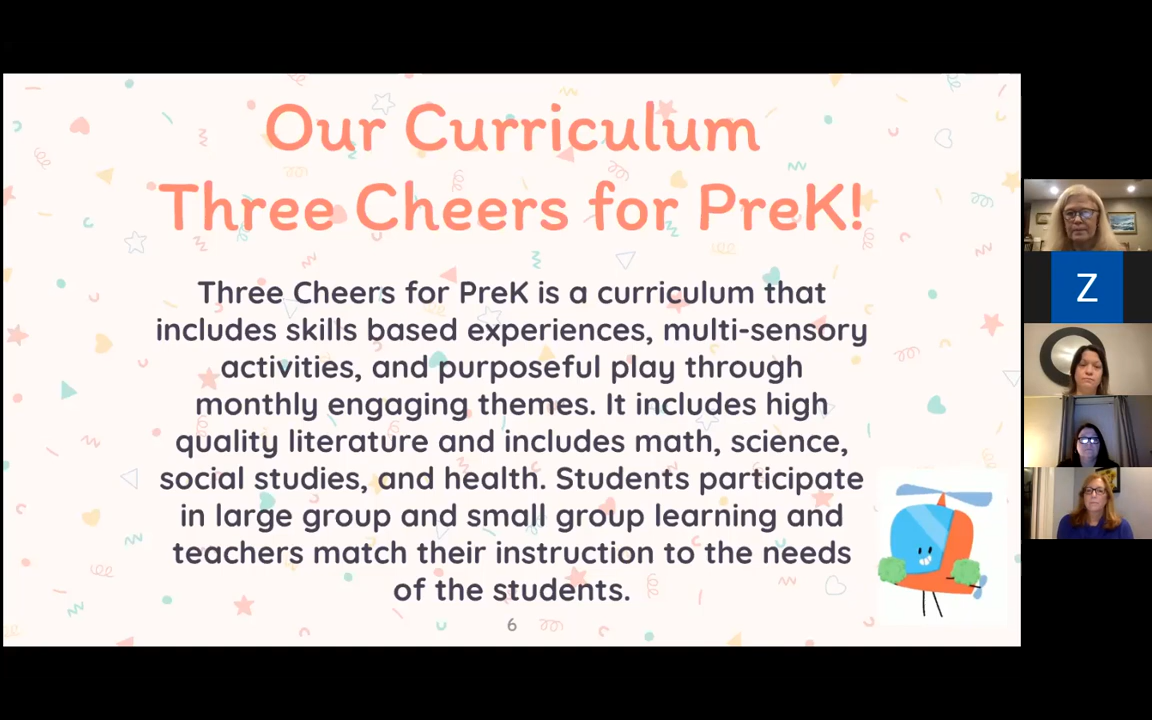 Our Curriculum
Three Cheers for PreK!
Three Cheers for PreK is a curriculum that
includes skills based experiences, multi-sensory
activities, and purposeful play through
monthly engaging themes. It includes high
quality literature and includes math, science,
social studies, and health. Students participate
in large group and small group learning and
teachers match their instruction to the needs
of the students.
6
Z